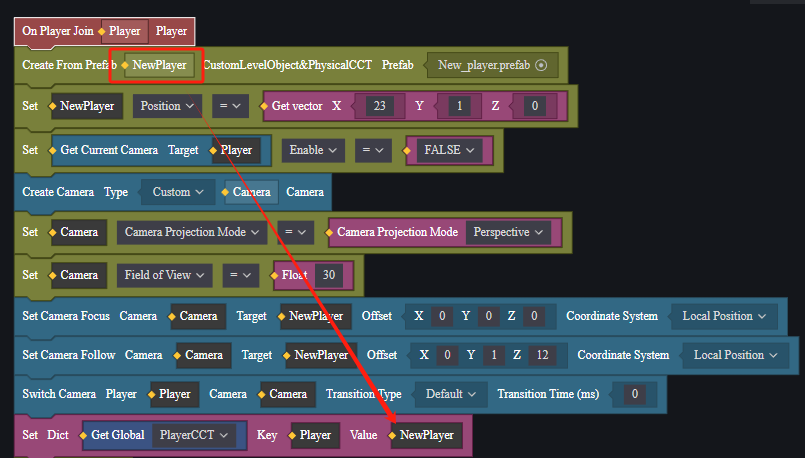 On Player Join Player Player
Create From Prefab NewPlayer CustomLevelObject&PhysicalCCT Prefab New_player.prefab
Set NewPlayer Position = Get vector X 23 Y 1 Z 0
Set Get Current Camera Target Player Enable = FALSE
Create Camera Type Custom Camera Camera
Set Camera Camera Projection Mode = Camera Projection Mode Perspective
Set Camera Field of View = Float 30
Set Camera Focus Camera Camera Target NewPlayer Offset X 0 Y 0 Z 0 Coordinate System Local Position
Set Camera Follow Camera Camera Target NewPlayer Offset X 0 Y 1 Z 12 Coordinate System Local Position
Switch Camera Player Player Camera Camera Transition Type Default Transition Time (ms) 0
Set Dict Get Global PlayerCCT Key Player Value NewPlayer